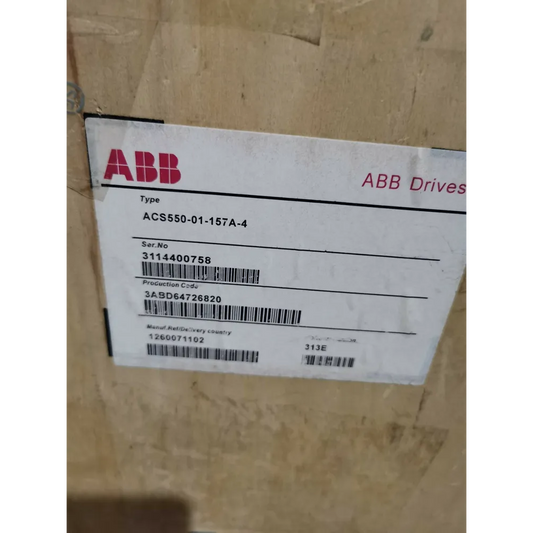 ABB
ABB Drives
Type
ACS550-01-157A-4
Ser.No
3114400758
Production Code
3ABD64726820
Manuf.Ref/Delivery country
1260071102
313E